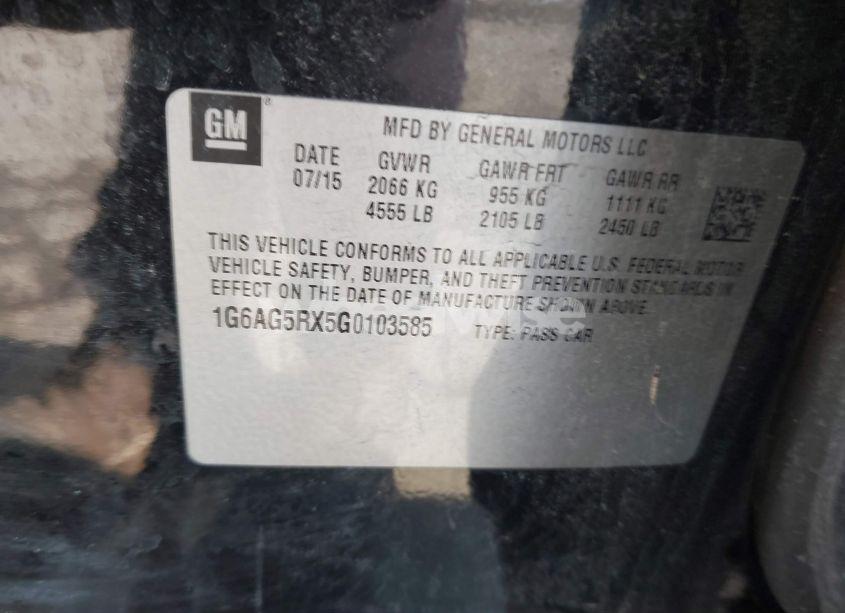 GM ®
MFD BY GENERAL MOTORS LLC
DATE GVWR GAWR FRT GAWR RR
07/15 2066 KG 955 KG 1111 KG
4555 LB 2105 LB 2450 LB
THIS VEHICLE CONFORMS TO ALL APPLICABLE U.S. FEDERAL MOTOR
VEHICLE SAFETY, BUMPER, AND THEFT PREVENTION STANDARDS IN
EFFECT ON THE DATE OF MANUFACTURE SHOWN ABOVE.
1G6AG5RX5G0103585 TYPE: PASS CAR